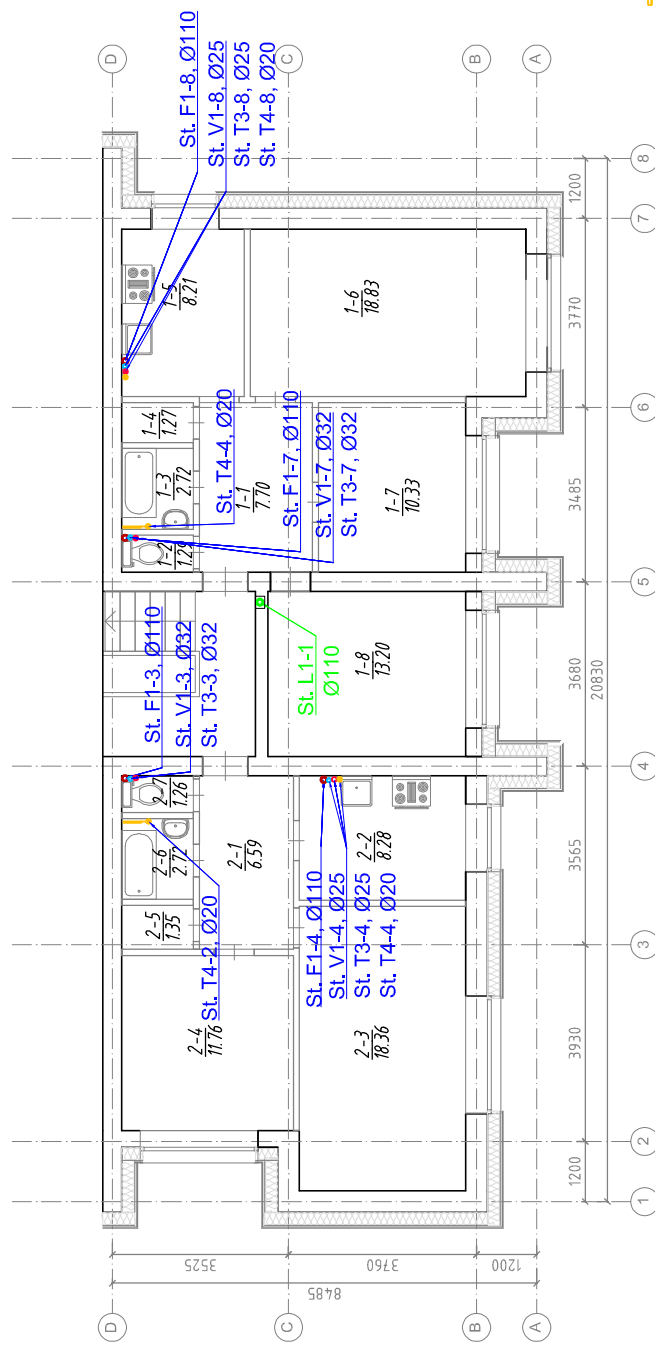 D
C
B
A
St. F1-8, Ø110
St. V1-8, Ø25
St. T3-8, Ø25
St. T4-8, Ø20
8
7
6
5
4
3
2
1
1200
3770
3485
3680
3565
3930
1200
20830
1-5
8.21
1-6
18.83
1-4
1.27
1-3
2.72
1-2
1.29
1-1
7.70
1-7
10.33
1-8
13.20
St. T4-4, Ø20
St. F1-7, Ø110
St. V1-7, Ø32
St. T3-7, Ø32
St. L1-1
Ø110
St. F1-3, Ø110
St. V1-3, Ø32
St. T3-3, Ø32
2-7
1.26
2-6
2.72
2-5
1.35
2-1
6.59
2-2
8.28
2-4
11.76
2-3
18.36
St. T4-2, Ø20
St. F1-4, Ø110
St. V1-4, Ø25
St. T3-4, Ø25
St. T4-4, Ø20
3525
3760
1200
8485
D
C
B
A